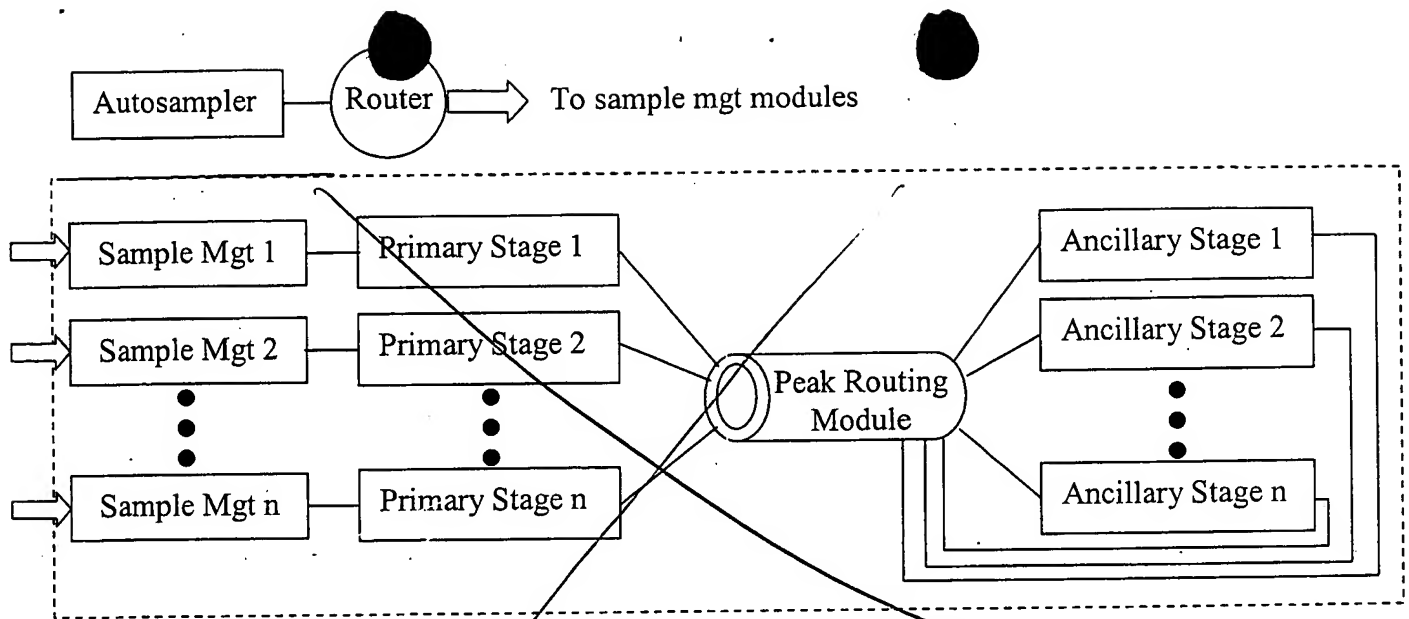 Autosampler
Router
To sample mgt modules
Sample Mgt 1
Primary Stage 1
Ancillary Stage 1
Sample Mgt 2
Primary Stage 2
Ancillary Stage 2
Peak Routing
Module
Sample Mgt n
Primary Stage n
Ancillary Stage n